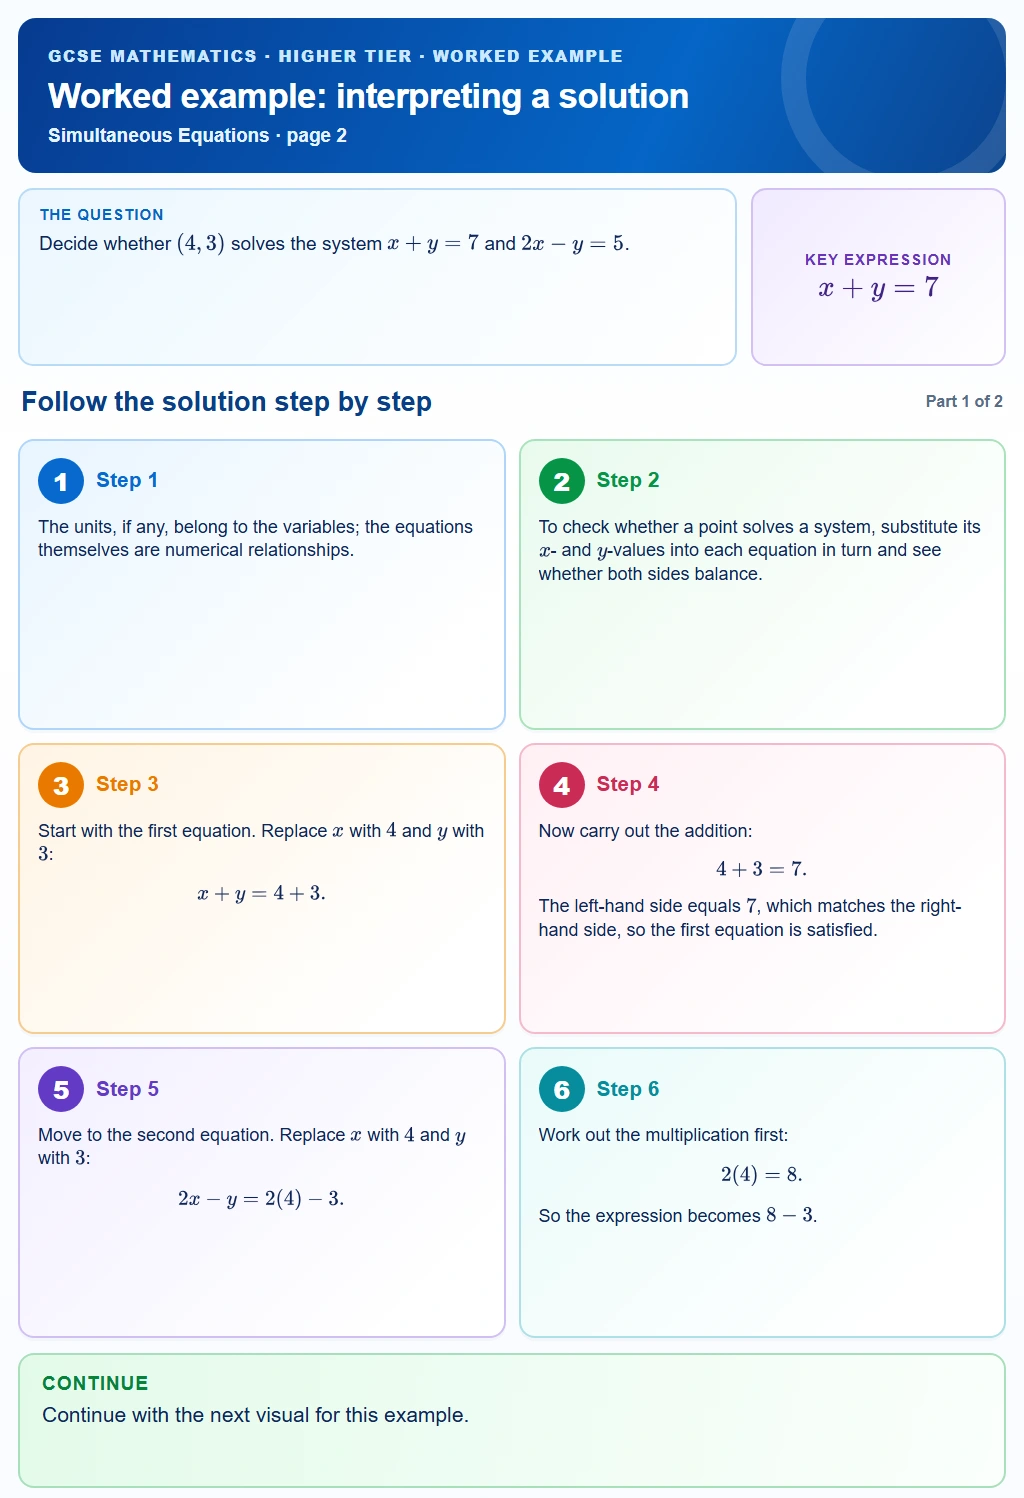 GCSE MATHEMATICS · HIGHER TIER · WORKED EXAMPLE
Worked example: interpreting a solution
Simultaneous Equations · page 2
THE QUESTION
Decide whether (4, 3) solves the system x + y = 7 and 2x − y = 5.
KEY EXPRESSION
x + y = 7
Follow the solution step by step
Part 1 of 2
1 Step 1
The units, if any, belong to the variables; the equations
themselves are numerical relationships.
2 Step 2
To check whether a point solves a system, substitute its
x- and y-values into each equation in turn and see
whether both sides balance.
3 Step 3
Start with the first equation. Replace x with 4 and y with
3:
x + y = 4 + 3.
4 Step 4
Now carry out the addition:
4 + 3 = 7.
The left-hand side equals 7, which matches the right-
hand side, so the first equation is satisfied.
5 Step 5
Move to the second equation. Replace x with 4 and y
with 3:
2x − y = 2(4) − 3.
6 Step 6
Work out the multiplication first:
2(4) = 8.
So the expression becomes 8 − 3.
CONTINUE
Continue with the next visual for this example.